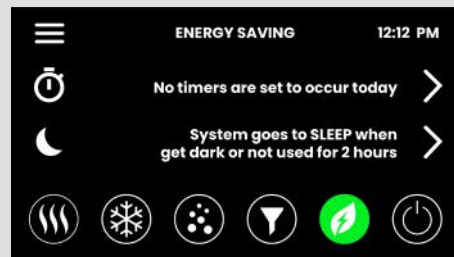 ENERGY SAVING 12:12 PM
No timers are set to occur today
System goes to SLEEP when
get dark or not used for 2 hours